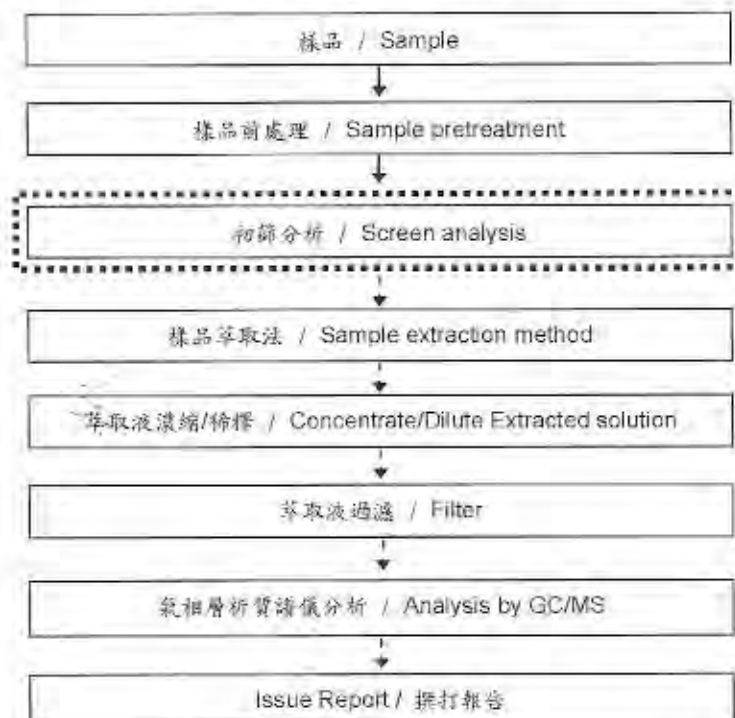 樣品 / Sample
樣品前處理 / Sample pretreatment
初篩分析 / Screen analysis
樣品萃取法 / Sample extraction method
萃取液濃縮/稀釋 / Concentrate/Dilute Extracted solution
萃取液過濾 / Filter
氣相層析質譜儀分析 / Analysis by GC/MS
Issue Report / 撰打報告